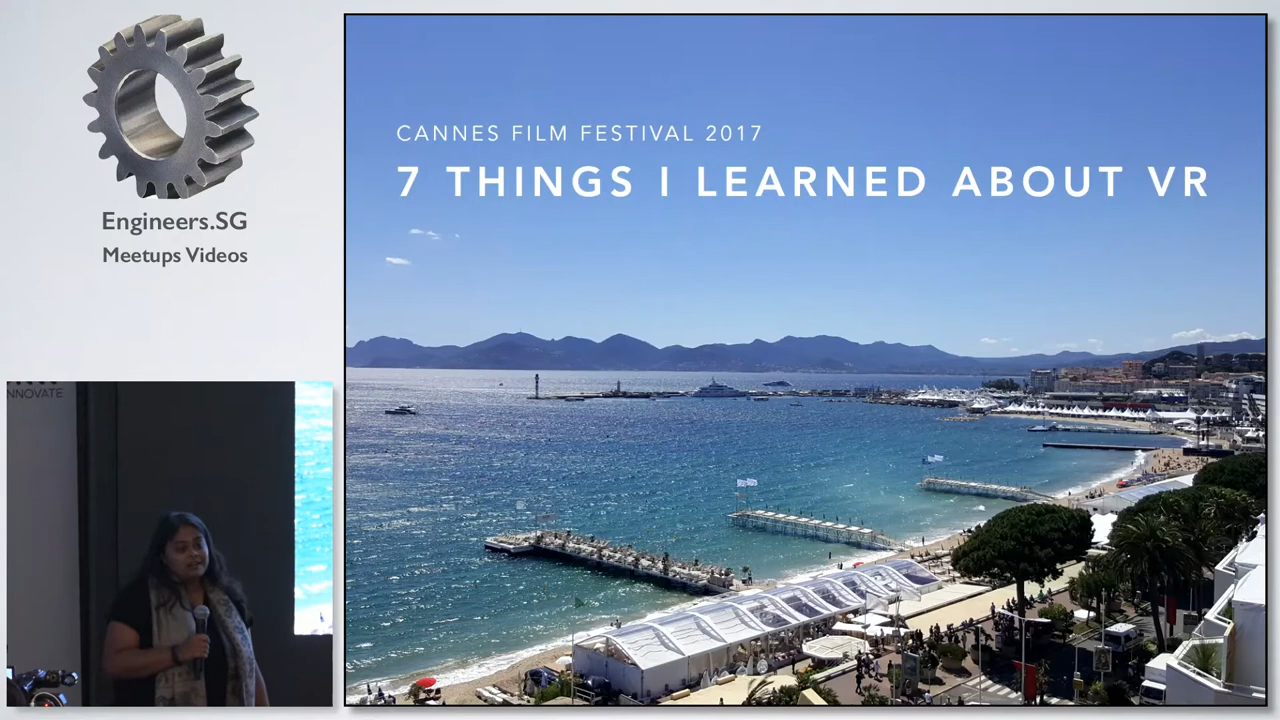 Engineers.SG
Meetups Videos
CANNES FILM FESTIVAL 2017
7 THINGS I LEARNED ABOUT VR
NNOVATE